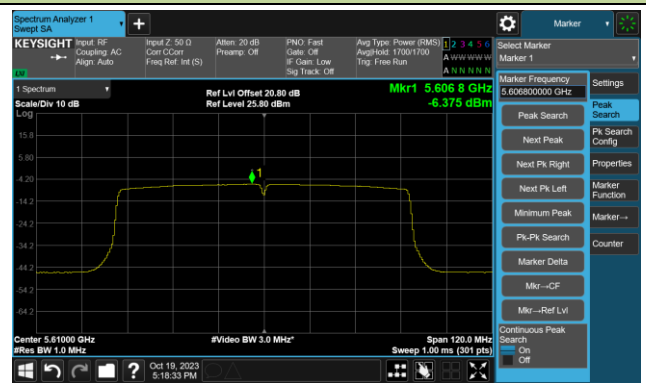 Spectrum Analyzer 1
Swept SA
+
Marker
KEYSIGHT
Input: RF
Coupling: AC
Align: Auto
Input Z: 50 Ω
Corr CCorr
Freq Ref: Int (S)
Atten: 20 dB
Preamp: Off
PNO: Fast
Gate: Off
IF Gain: Low
Sig Track: Off
Avg Type: Power (RMS)
Avg|Hold: 1700/1700
Trig: Free Run
1 2 3 4 5 6
A W W W W W
A N N N N N
Select Marker
Marker 1
1 Spectrum
Scale/Div 10 dB
Log
Ref Lvl Offset 20.80 dB
Ref Level 25.80 dBm
Mkr1 5.606 8 GHz
-6.375 dBm
15.8
5.80
-4.20
-14.2
-24.2
-34.2
-44.2
-54.2
-64.2
1
Center 5.61000 GHz
#Res BW 1.0 MHz
#Video BW 3.0 MHz*
Span 120.0 MHz
Sweep 1.00 ms (301 pts)
Marker Frequency
5.606800000 GHz
Peak Search
Next Peak
Next Pk Right
Next Pk Left
Minimum Peak
Pk-Pk Search
Marker Delta
Mkr→CF
Mkr→Ref Lvl
Continuous Peak
Search
On
Off
Settings
Peak
Search
Pk Search
Config
Properties
Marker
Function
Marker→
Counter
?
Oct 19, 2023
5:18:33 PM